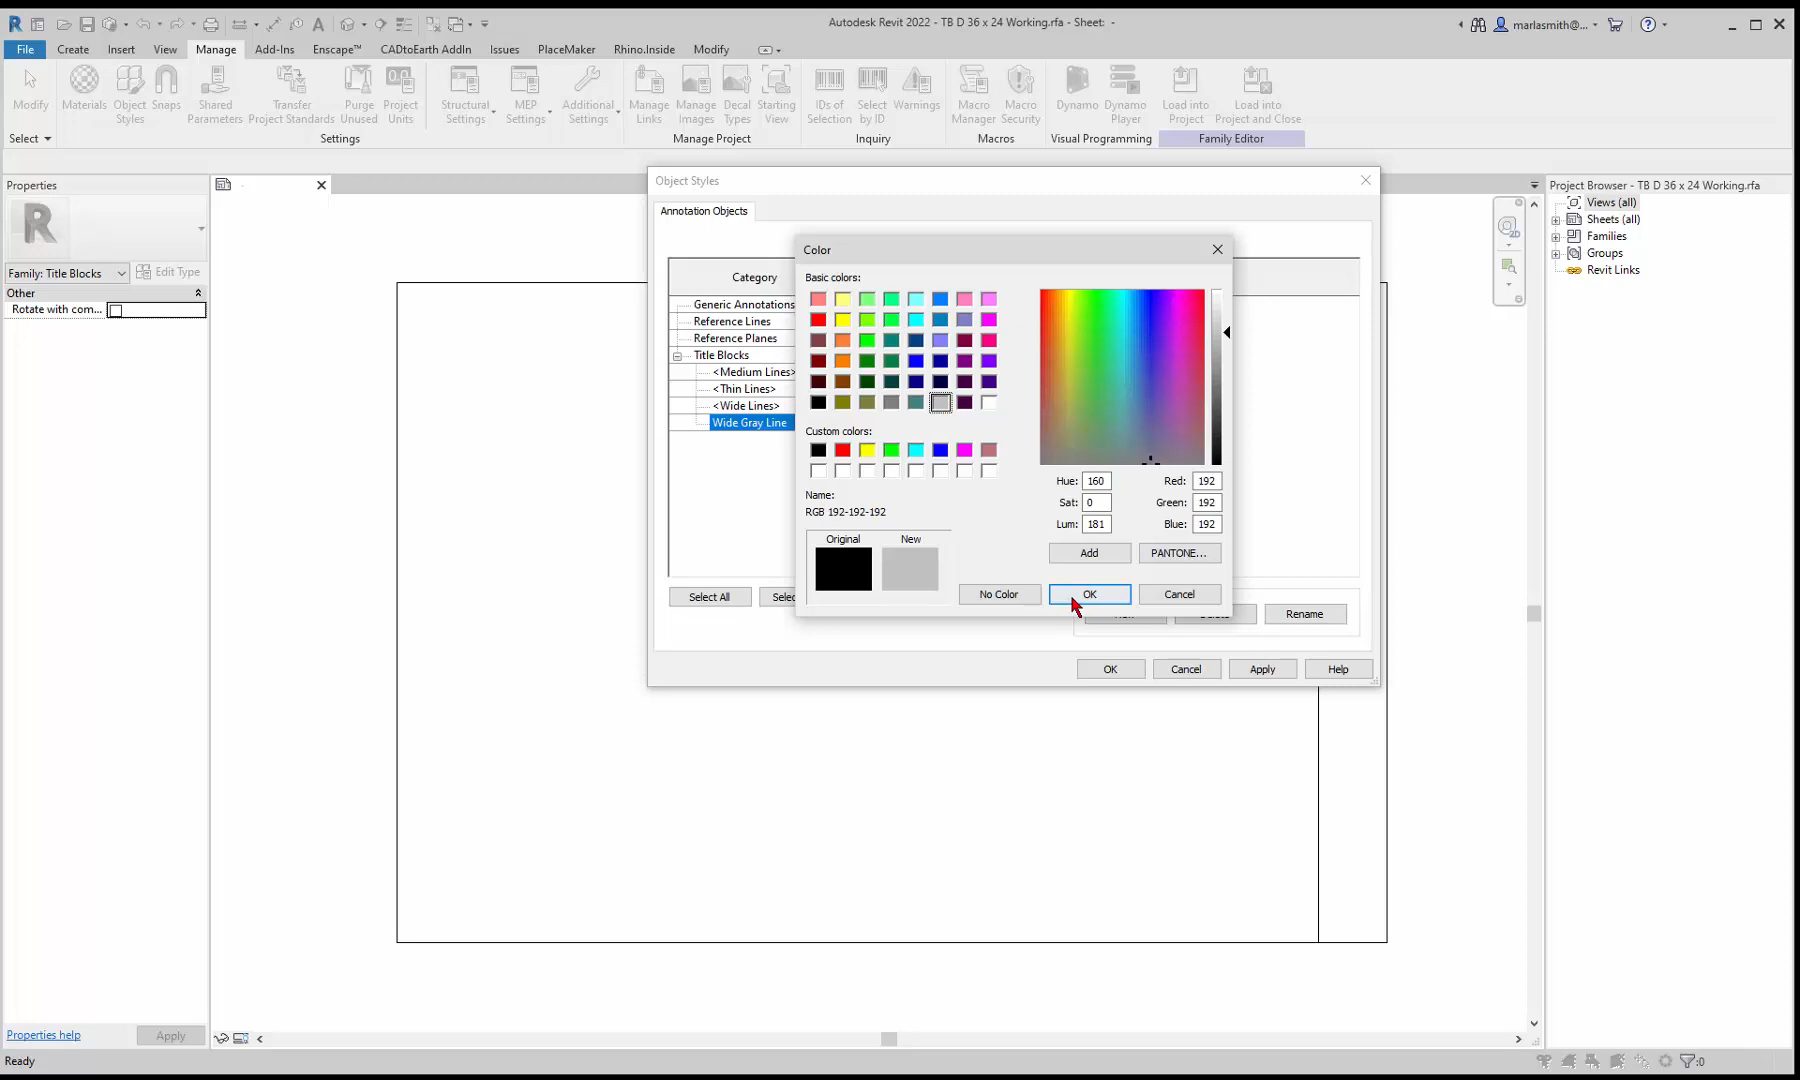 Autodesk Revit 2022 - TB D 36 x 24 Working.rfa - Sheet: -
marlasmith@...
File Create Insert View Manage Add-Ins Enscape™ CADtoEarth AddIn Issues PlaceMaker Rhino.Inside Modify
Modify Materials Object Styles Snaps Shared Parameters Transfer Project Standards Purge Unused Project Units Structural Settings MEP Settings Additional Settings Manage Links Manage Images Decal Types Starting View IDs of Selection Select by ID Warnings Macro Manager Macro Security Dynamo Dynamo Player Load into Project Load into Project and Close
Select Settings Manage Project Inquiry Macros Visual Programming Family Editor
Properties
Family: Title Blocks
Edit Type
Other
Rotate with com...
Properties help
Apply
Ready
Object Styles
Annotation Objects
Category
Generic Annotations
Reference Lines
Reference Planes
Title Blocks
<Medium Lines>
<Thin Lines>
<Wide Lines>
Wide Gray Line
Select All
Rename
OK Cancel Apply Help
Color
Basic colors:
Custom colors:
Name:
RGB 192-192-192
Original New
Hue: 160 Red: 192
Sat: 0 Green: 192
Lum: 181 Blue: 192
Add PANTONE...
No Color OK Cancel
Project Browser - TB D 36 x 24 Working.rfa
Views (all)
Sheets (all)
Families
Groups
Revit Links
2D
:0